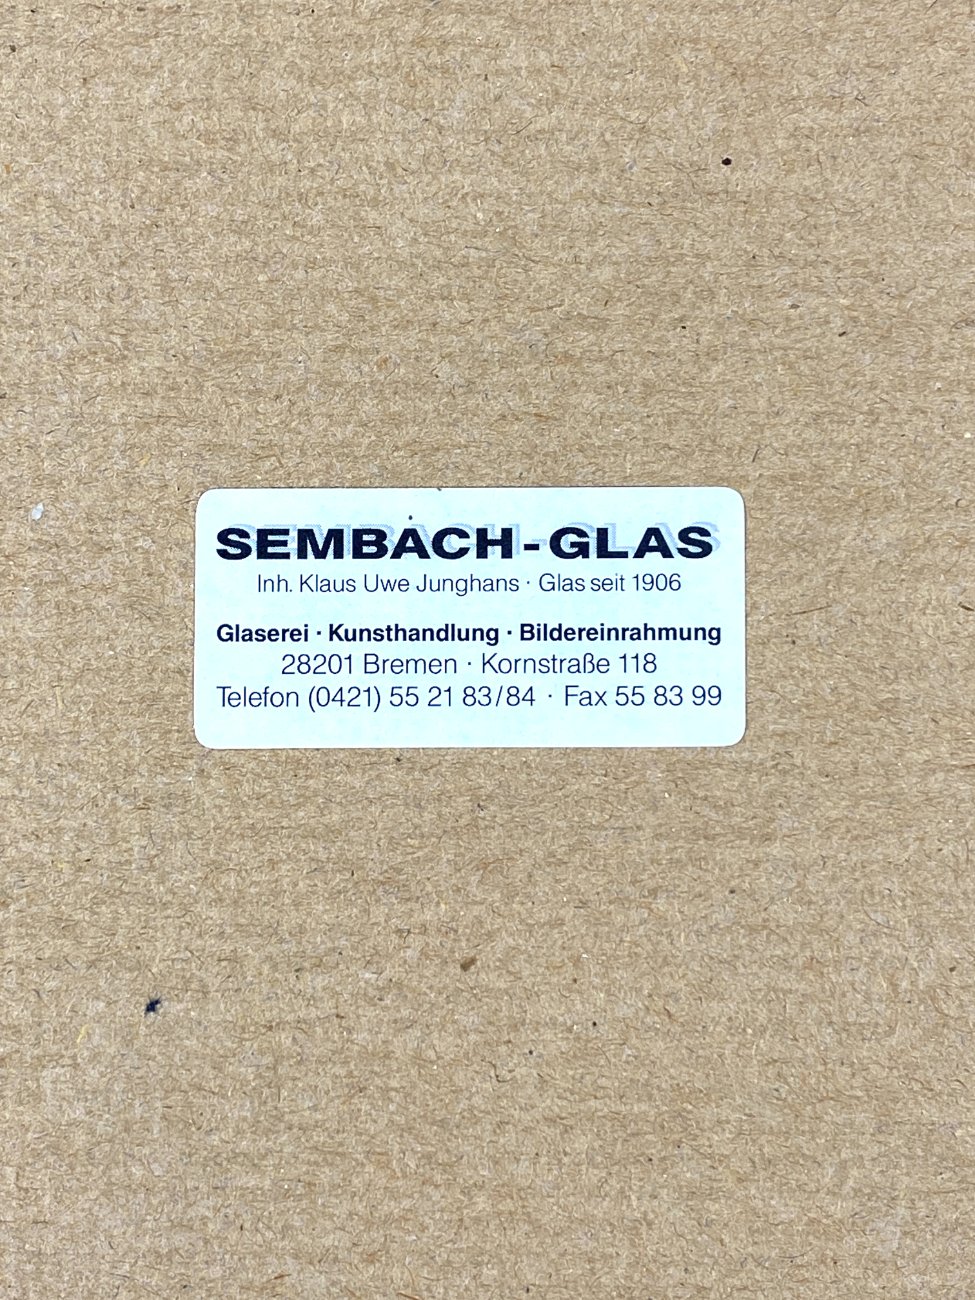 SEMBACH-GLAS
Inh. Klaus Uwe Junghans · Glas seit 1906
Glaserei · Kunsthandlung · Bildereinrahmung
28201 Bremen · Kornstraße 118
Telefon (0421) 55 21 83/84 · Fax 55 83 99